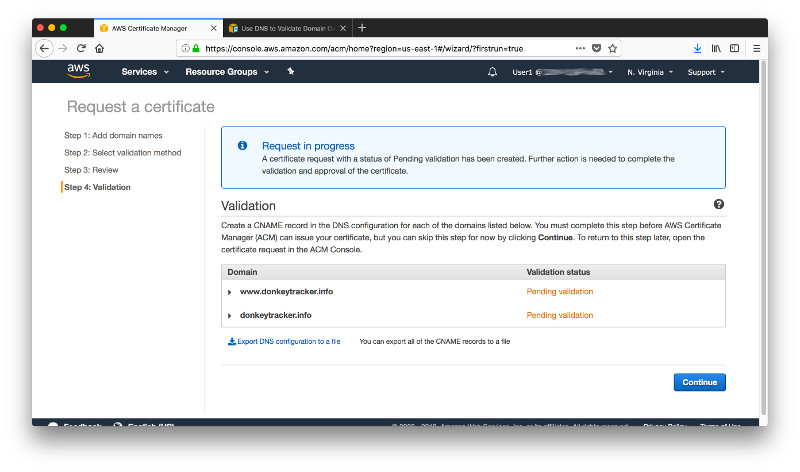 AWS Certificate Manager
Use DNS to Validate Domain O
https://console.aws.amazon.com/acm/home?region=us-east-1#/wizard/?firstrun=true
aws Services Resource Groups User1 @ N. Virginia Support
Request a certificate
Step 1: Add domain names
Step 2: Select validation method
Step 3: Review
Step 4: Validation
Request in progress
A certificate request with a status of Pending validation has been created. Further action is needed to complete the
validation and approval of the certificate.
Validation
Create a CNAME record in the DNS configuration for each of the domains listed below. You must complete this step before AWS Certificate
Manager (ACM) can issue your certificate, but you can skip this step for now by clicking Continue. To return to this step later, open the
certificate request in the ACM Console.
Domain Validation status
www.donkeytracker.info Pending validation
donkeytracker.info Pending validation
Export DNS configuration to a file You can export all of the CNAME records to a file
Continue
Feedback English (US) Privacy Policy Terms of Use